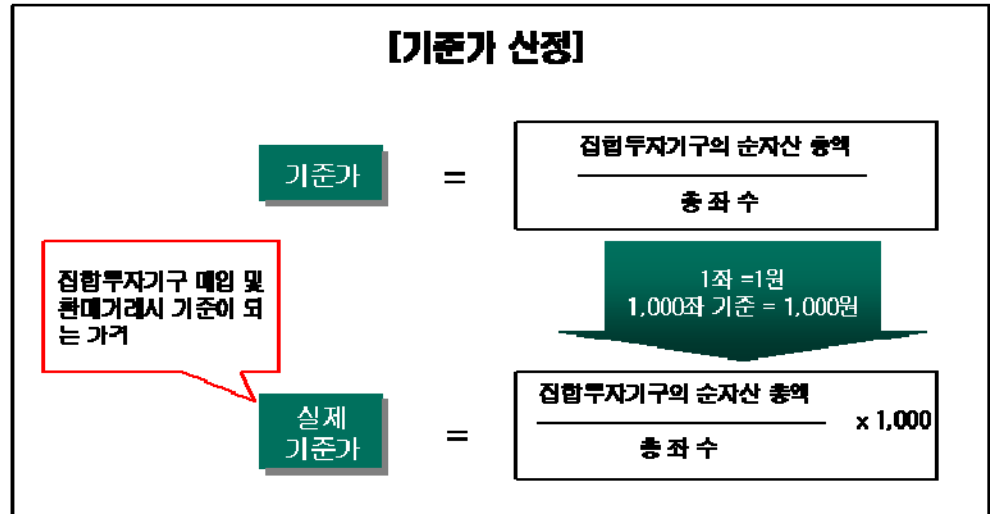 [기준가 산정]
기준가
=
집합투자기구의 순자산 총액
총 좌 수
집합투자기구 매입 및
환매거래시 기준이 되
는 가격
1좌 =1원
1,000좌 기준 = 1,000원
실제
기준가
=
집합투자기구의 순자산 총액
총 좌 수
x 1,000